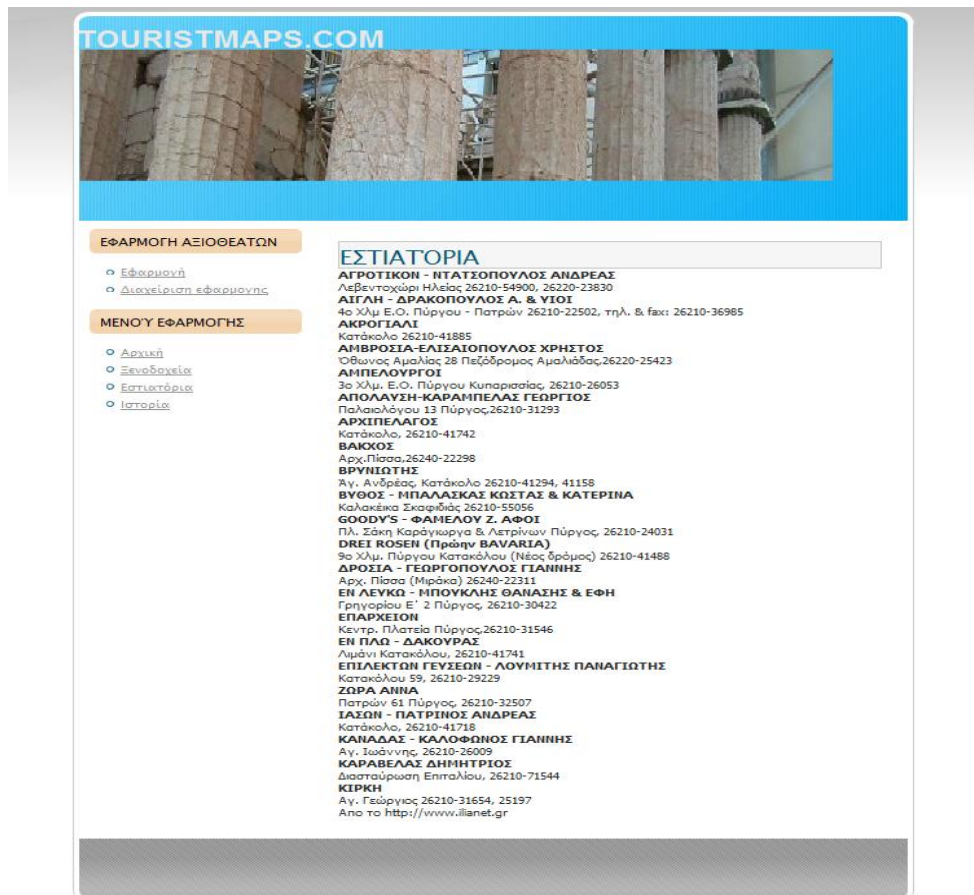 TOURISTMAPS.COM
ΕΦΑΡΜΟΓΗ ΑΞΙΟΘΕΑΤΩΝ
Εφαρμογή
Διαχείριση εφαρμογης
ΜΕΝΟΎ ΕΦΑΡΜΟΓΉΣ
Αρχική
Ξενοδοχεία
Εστιατόρια
Ιστορία
ΕΣΤΙΑΤΌΡΙΑ
ΑΓΡΟΤΙΚΟΝ - ΝΤΑΤΣΟΠΟΥΛΟΣ ΑΝΔΡΕΑΣ
Λεβεντοχώρι Ηλείας 26210-54900, 26220-23830
ΑΙΓΛΗ - ΔΡΑΚΟΠΟΥΛΟΣ Α. & ΥΙΟΙ
4ο Χλμ Ε.Ο. Πύργου - Πατρών 26210-22502, τηλ. & fax: 26210-36985
ΑΚΡΟΓΙΑΛΙ
Κατάκολο 26210-41885
ΑΜΒΡΟΣΙΑ-ΕΛΙΣΑΙΟΠΟΥΛΟΣ ΧΡΗΣΤΟΣ
Όθωνος Αμαλίας 28 Πεζόδρομος Αμαλιάδας,26220-25423
ΑΜΠΕΛΟΥΡΓΟΙ
3ο Χλμ. Ε.Ο. Πύργου Κυπαρισσίας, 26210-26053
ΑΠΟΛΑΥΣΗ-ΚΑΡΑΜΠΕΛΑΣ ΓΕΩΡΓΙΟΣ
Παλαιολόγου 13 Πύργος,26210-31293
ΑΡΧΙΠΕΛΑΓΟΣ
Κατάκολο, 26210-41742
ΒΑΚΧΟΣ
Αρχ.Πίσσα,26240-22298
ΒΡΥΝΙΩΤΗΣ
Άγ. Ανδρέας, Κατάκολο 26210-41294, 41158
ΒΥΘΟΣ - ΜΠΑΛΑΣΚΑΣ ΚΩΣΤΑΣ & ΚΑΤΕΡΙΝΑ
Καλακέικα Σκαφιδιάς 26210-55056
GOODY'S - ΦΑΜΕΛΟΥ Ζ. ΑΦΟΙ
Πλ. Σάκη Καράγιωργα & Λετρίνων Πύργος, 26210-24031
DREI ROSEN (Πρώην BAVARIA)
9ο Χλμ. Πύργου Κατακόλου (Νέος δρόμος) 26210-41488
ΔΡΟΣΙΑ - ΓΕΩΡΓΟΠΟΥΛΟΣ ΓΙΑΝΝΗΣ
Αρχ. Πίσσα (Μιράκα) 26240-22311
ΕΝ ΛΕΥΚΩ - ΜΠΟΥΚΛΗΣ ΘΑΝΑΣΗΣ & ΕΦΗ
Γρηγορίου Ε' 2 Πύργος, 26210-30422
ΕΠΑΡΧΕΙΟΝ
Κεντρ. Πλατεία Πύργος,26210-31546
ΕΝ ΠΛΩ - ΔΑΚΟΥΡΑΣ
Λιμάνι Κατακόλου, 26210-41741
ΕΠΙΛΕΚΤΩΝ ΓΕΥΣΕΩΝ - ΛΟΥΜΙΤΗΣ ΠΑΝΑΓΙΩΤΗΣ
Κατακόλου 59, 26210-29229
ΖΩΡΑ ΑΝΝΑ
Πατρών 61 Πύργος, 26210-32507
ΙΑΣΩΝ - ΠΑΤΡΙΝΟΣ ΑΝΔΡΕΑΣ
Κατάκολο, 26210-41718
ΚΑΝΑΔΑΣ - ΚΑΛΟΦΩΝΟΣ ΓΙΑΝΝΗΣ
Αγ. Ιωάννης, 26210-26009
ΚΑΡΑΒΕΛΑΣ ΔΗΜΗΤΡΙΟΣ
Διασταύρωση Επιταλίου, 26210-71544
ΚΙΡΚΗ
Αγ. Γεώργιος 26210-31654, 25197
Απο το http://www.ilianet.gr